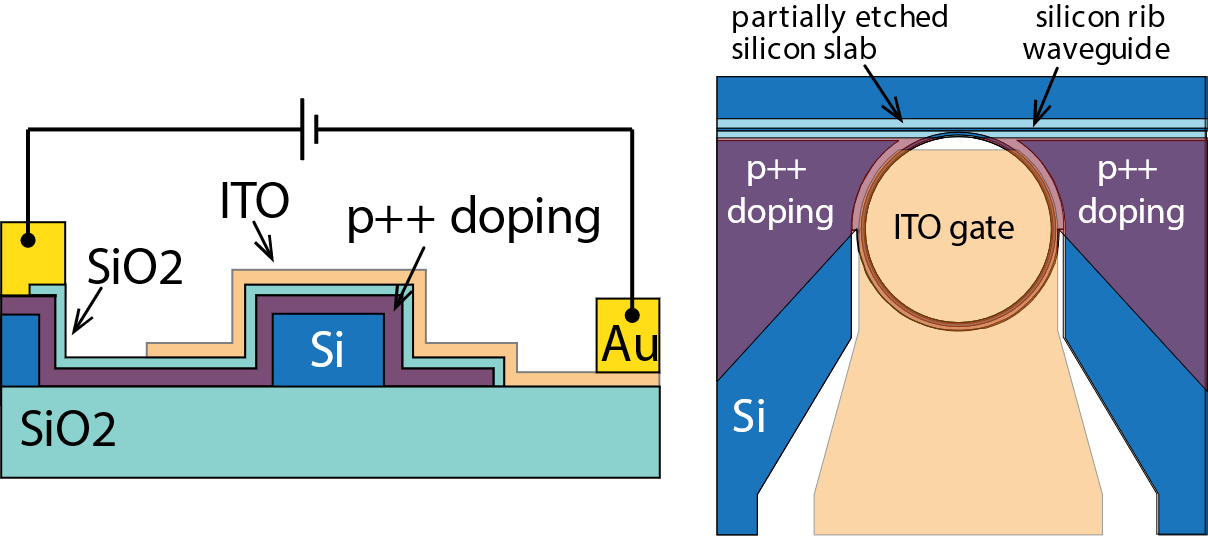 ITO
p++ doping
SiO2
Si
Au
SiO2
partially etched
silicon slab
silicon rib
waveguide
p++
doping
ITO gate
p++
doping
Si